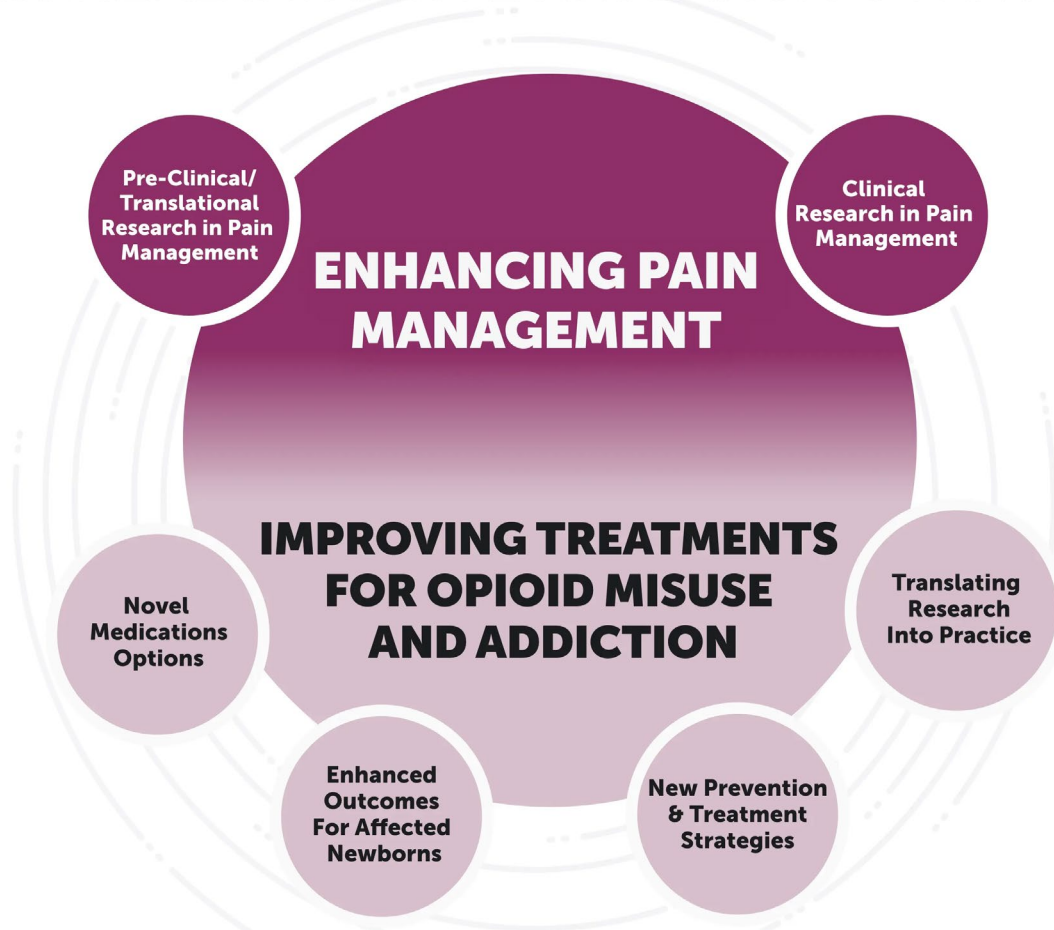 Pre-Clinical/
Translational
Research in Pain
Management
Clinical
Research in Pain
Management
ENHANCING PAIN
MANAGEMENT
IMPROVING TREATMENTS
FOR OPIOID MISUSE
AND ADDICTION
Novel
Medications
Options
Translating
Research
Into Practice
Enhanced
Outcomes
For Affected
Newborns
New Prevention
& Treatment
Strategies